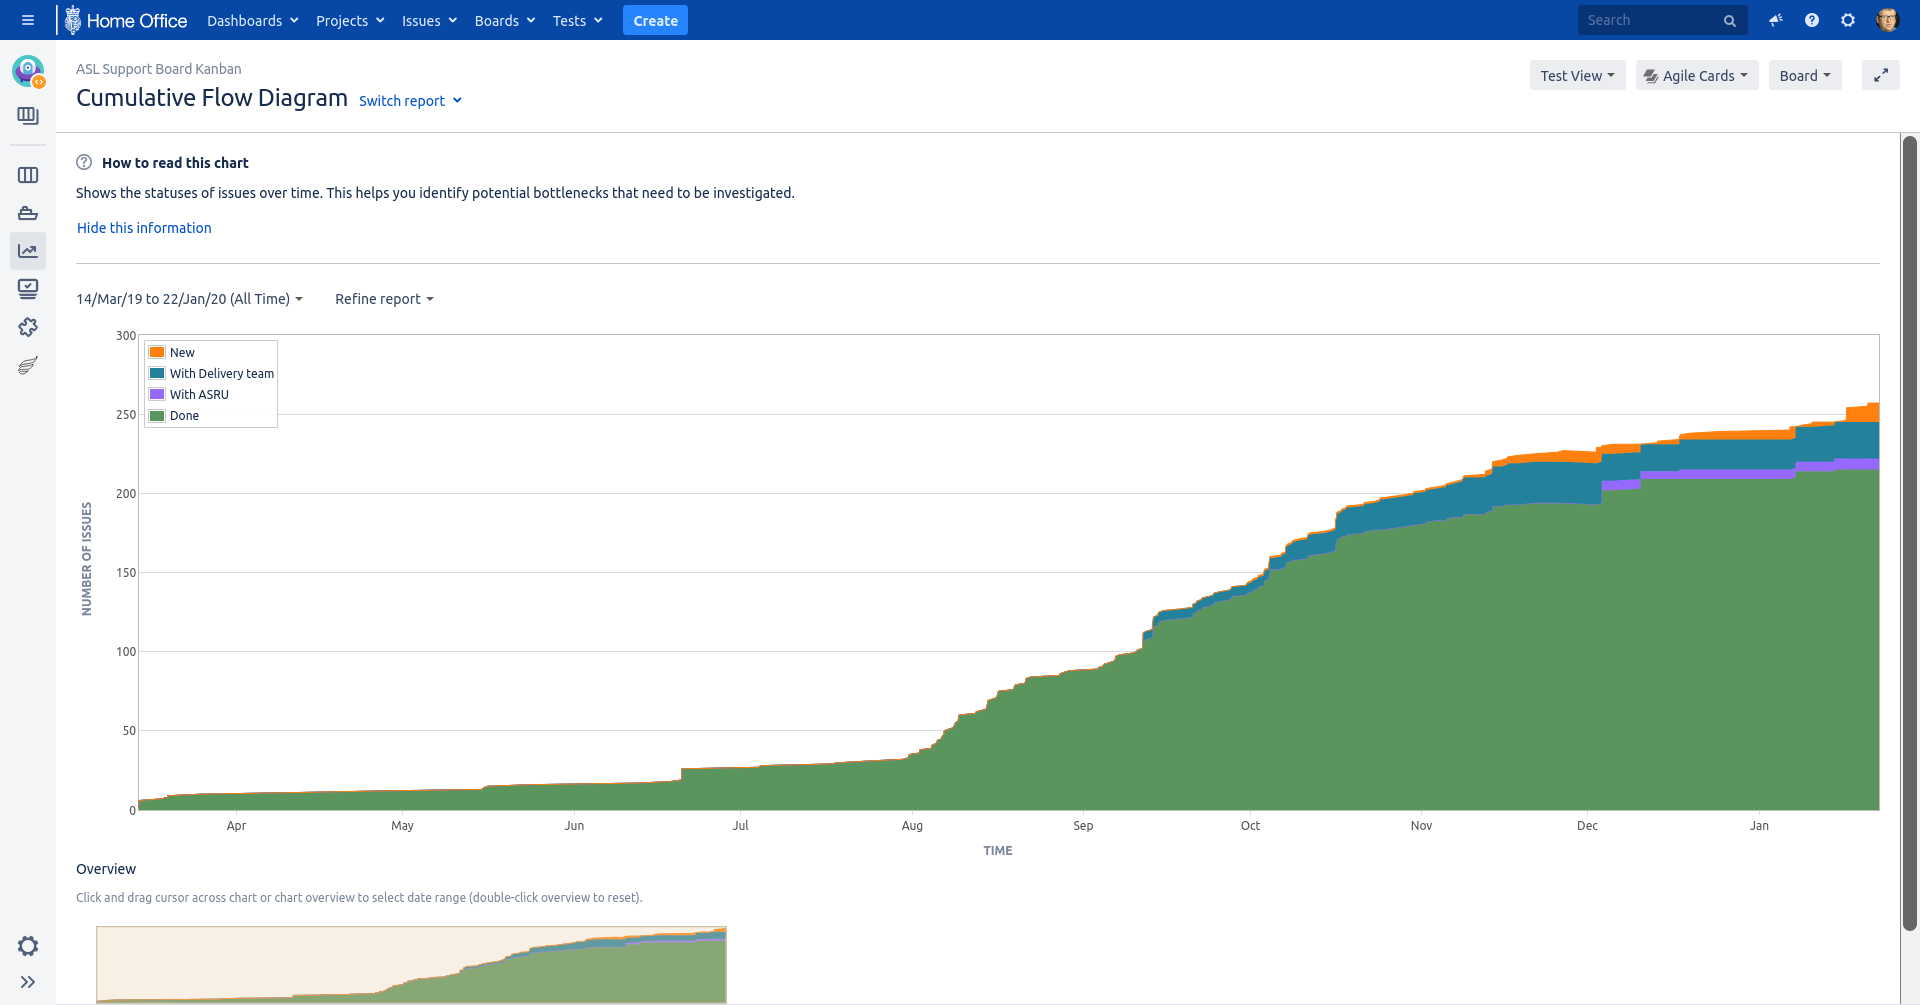 Home Office Dashboards Projects Issues Boards Tests Create Search
ASL Support Board Kanban
Cumulative Flow Diagram Switch report
Test View Agile Cards Board
How to read this chart
Shows the statuses of issues over time. This helps you identify potential bottlenecks that need to be investigated.
Hide this information
14/Mar/19 to 22/Jan/20 (All Time) Refine report
300
250
200
150
100
50
0
NUMBER OF ISSUES
New
With Delivery team
With ASRU
Done
Apr May Jun Jul Aug Sep Oct Nov Dec Jan
TIME
Overview
Click and drag cursor across chart or chart overview to select date range (double-click overview to reset).